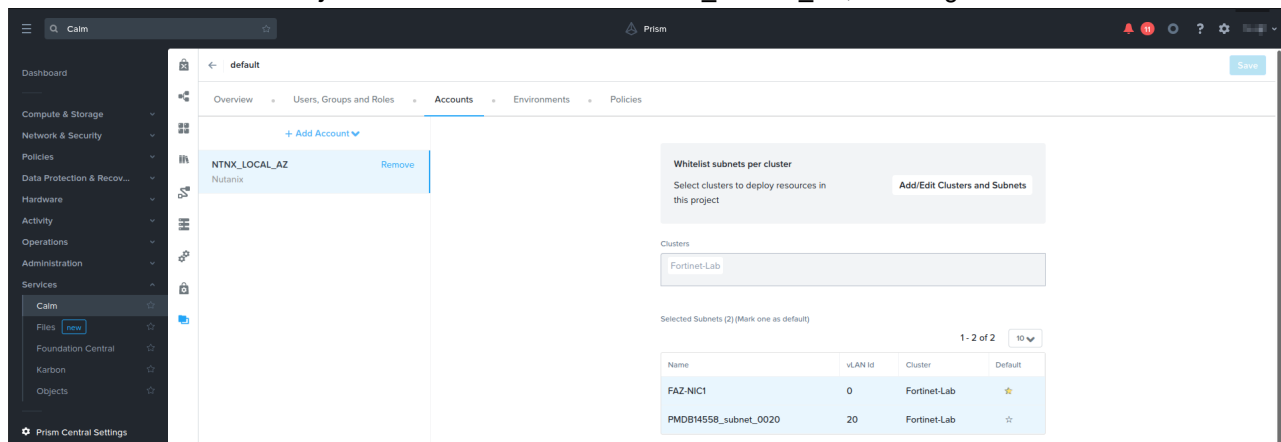 Calm
Prism
11
?
Dashboard
default
Save
Overview
Users, Groups and Roles
Accounts
Environments
Policies
Compute & Storage
Network & Security
Policies
Data Protection & Recov...
Hardware
Activity
Operations
Administration
Services
Calm
Files new
Foundation Central
Karbon
Objects
Prism Central Settings
+ Add Account
NTNX_LOCAL_AZ Remove
Nutanix
Whitelist subnets per cluster
Select clusters to deploy resources in
this project
Add/Edit Clusters and Subnets
Clusters
Fortinet-Lab
Selected Subnets (2) (Mark one as default)
1 - 2 of 2 10
Name vLAN Id Cluster Default
FAZ-NIC1 0 Fortinet-Lab
PMDB14558_subnet_0020 20 Fortinet-Lab